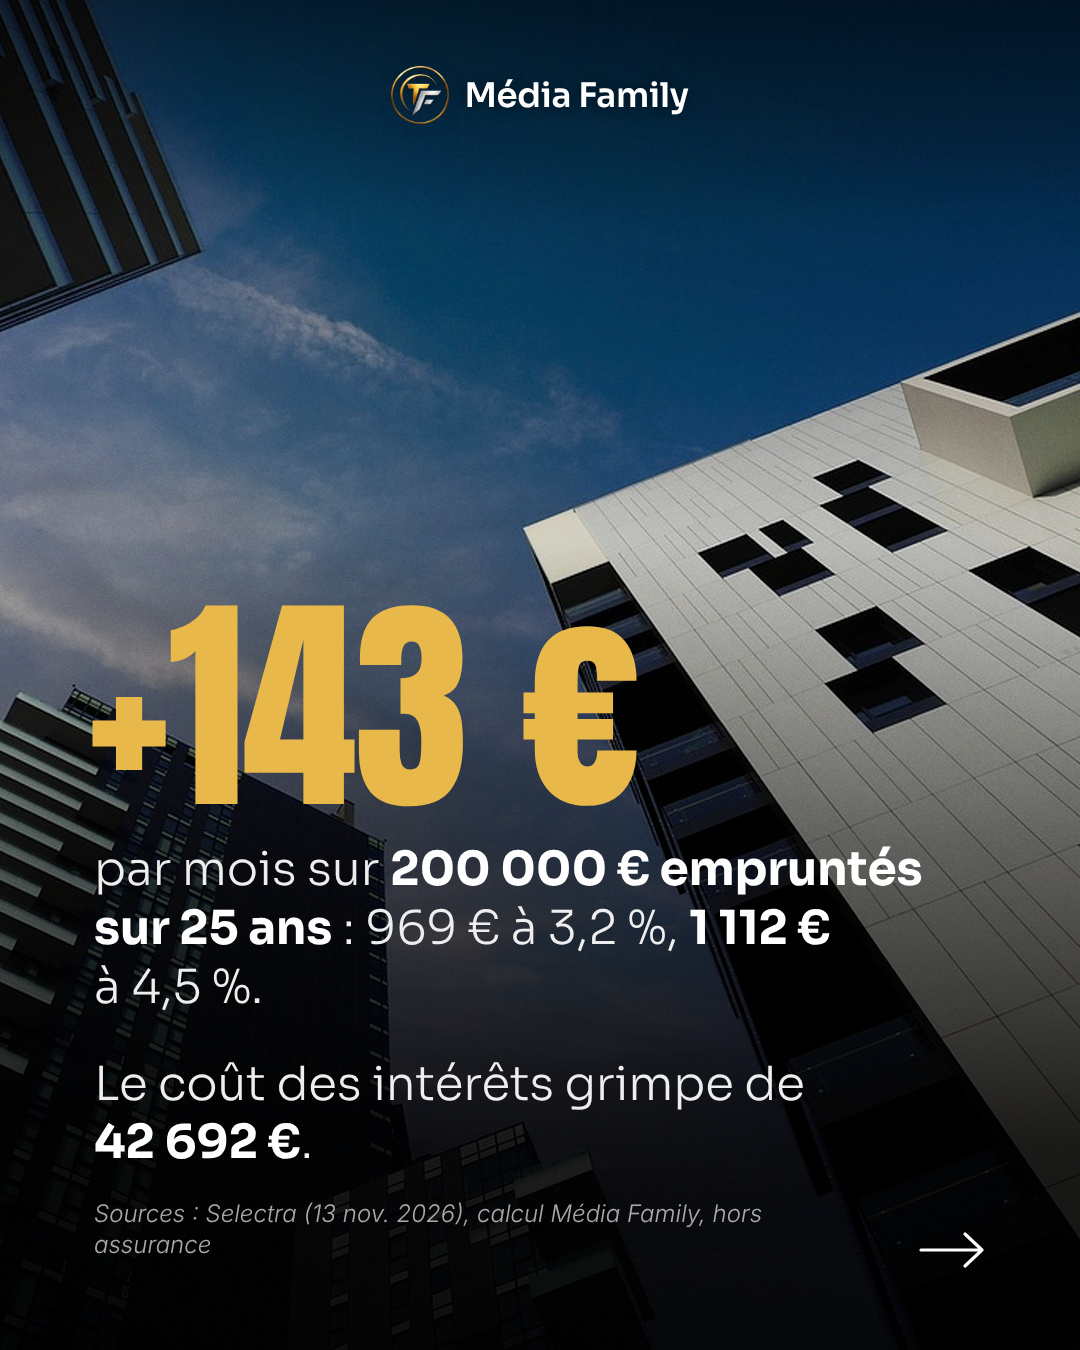 Média Family
+143 €
par mois sur 200 000 € empruntés
sur 25 ans : 969 € à 3,2 %, 1 112 €
à 4,5 %.
Le coût des intérêts grimpe de
42 692 €.
Sources : Selectra (13 nov. 2026), calcul Média Family, hors
assurance